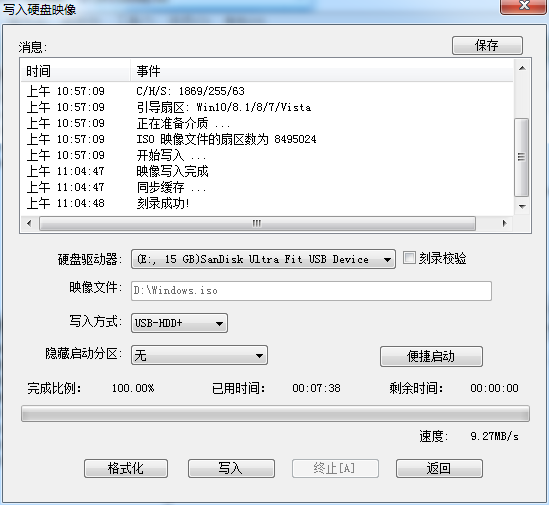 写入硬盘映像
消息:
保存
时间 事件
上午 10:57:09 C/H/S: 1869/255/63
上午 10:57:09 引导扇区: Win10/8.1/8/7/Vista
上午 10:57:09 正在准备介质 ...
上午 10:57:09 ISO 映像文件的扇区数为 8495024
上午 10:57:09 开始写入 ...
上午 11:04:47 映像写入完成
上午 11:04:47 同步缓存 ...
上午 11:04:48 刻录成功!
硬盘驱动器: (E:, 15 GB)SanDisk Ultra Fit USB Device 刻录校验
映像文件: D:\Windows.iso
写入方式: USB-HDD+
隐藏启动分区: 无 便捷启动
完成比例: 100.00% 已用时间: 00:07:38 剩余时间: 00:00:00
速度: 9.27MB/s
格式化 写入 终止[A] 返回